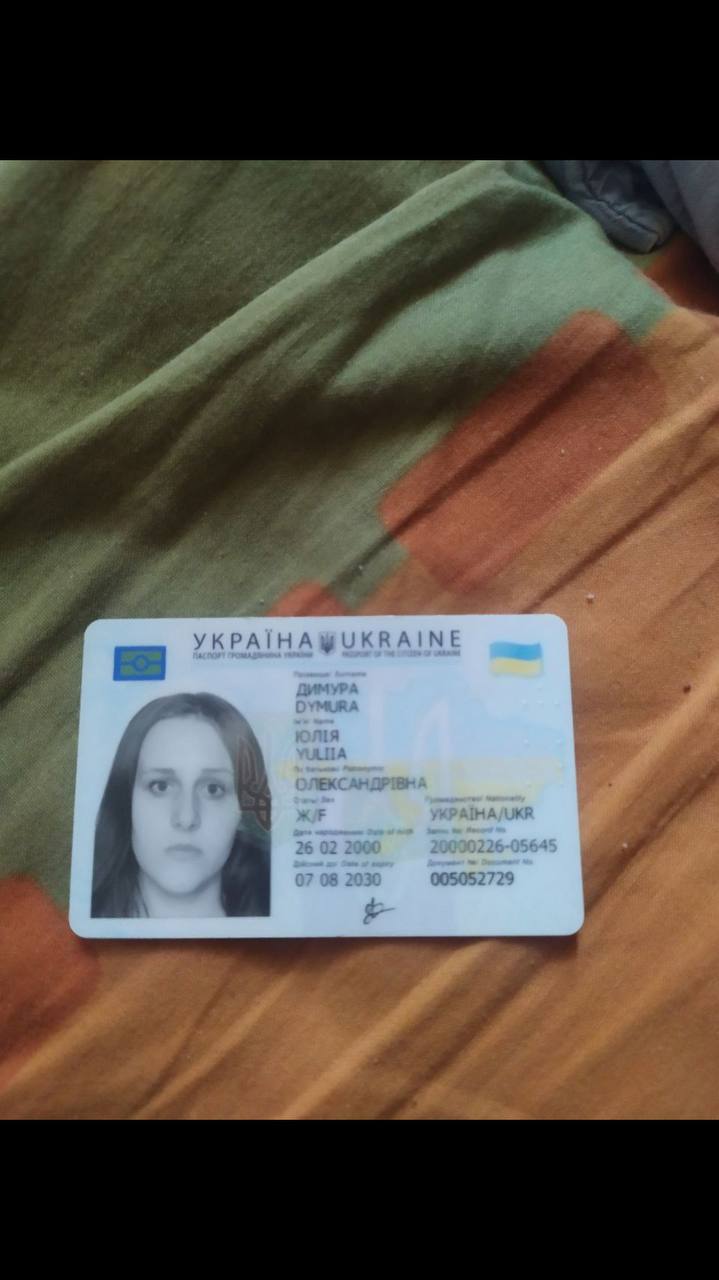 УКРАЇНА UKRAINE
ПАСПОРТ ГРОМАДЯНИНА УКРАЇНИ PASSPORT OF THE CITIZEN OF UKRAINE
Прізвище/ Surname
ДИМУРА
DYMURA
Ім'я/ Name
ЮЛІЯ
YULIIA
По батькові/ Patronymic
ОЛЕКСАНДРІВНА
Стать/ Sex Громадянство/ Nationality
Ж/F УКРАЇНА/UKR
Дата народження/ Date of birth Запис №/ Record No.
26 02 2000 20000226-05645
Дійсний до/ Date of expiry Документ №/ Document No.
07 08 2030 005052729